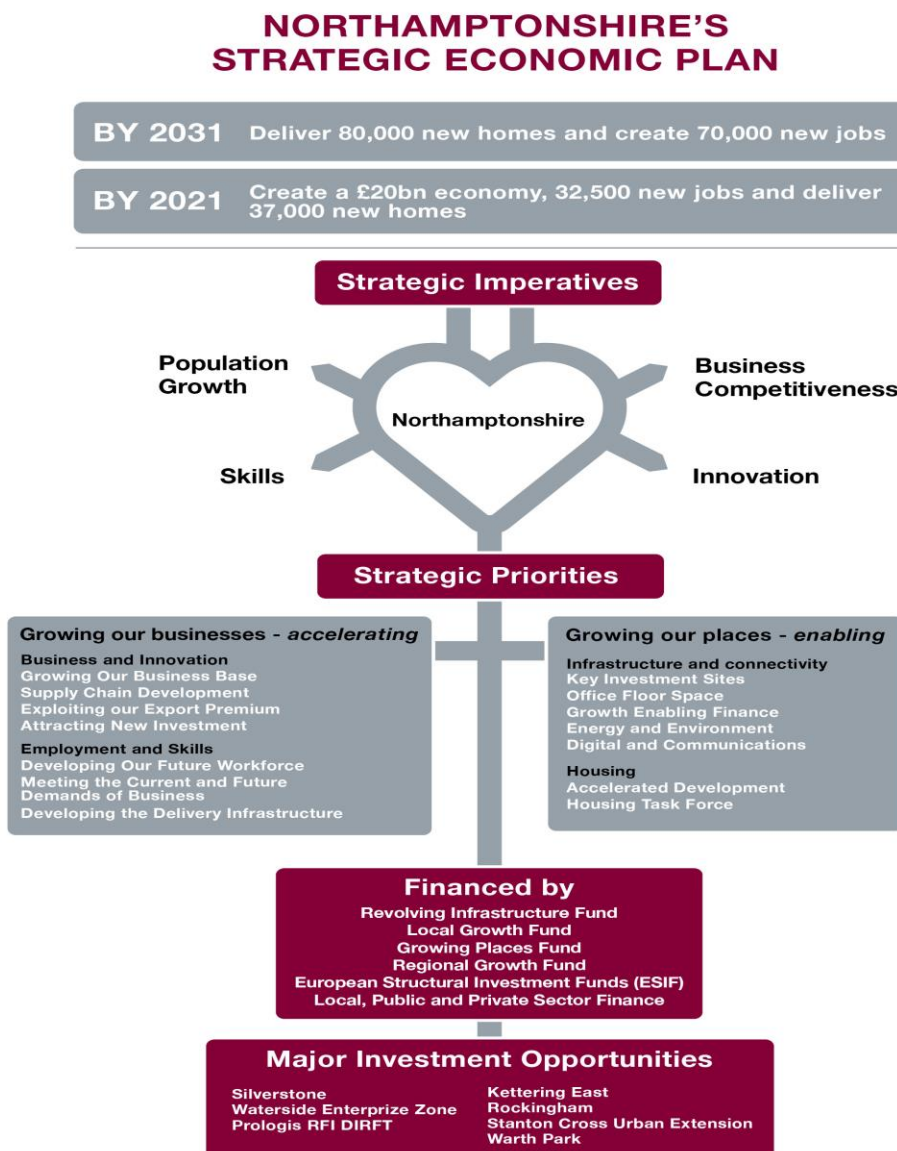 NORTHAMPTONSHIRE'S
STRATEGIC ECONOMIC PLAN
BY 2031 Deliver 80,000 new homes and create 70,000 new jobs
BY 2021 Create a £20bn economy, 32,500 new jobs and deliver
37,000 new homes
Strategic Imperatives
Population
Growth
Business
Competitiveness
Northamptonshire
Skills
Innovation
Strategic Priorities
Growing our businesses - accelerating
Business and Innovation
Growing Our Business Base
Supply Chain Development
Exploiting our Export Premium
Attracting New Investment
Employment and Skills
Developing Our Future Workforce
Meeting the Current and Future
Demands of Business
Developing the Delivery Infrastructure
Growing our places - enabling
Infrastructure and connectivity
Key Investment Sites
Office Floor Space
Growth Enabling Finance
Energy and Environment
Digital and Communications
Housing
Accelerated Development
Housing Task Force
Financed by
Revolving Infrastructure Fund
Local Growth Fund
Growing Places Fund
Regional Growth Fund
European Structural Investment Funds (ESIF)
Local, Public and Private Sector Finance
Major Investment Opportunities
Silverstone
Waterside Enterprize Zone
Prologis RFI DIRFT
Kettering East
Rockingham
Stanton Cross Urban Extension
Warth Park